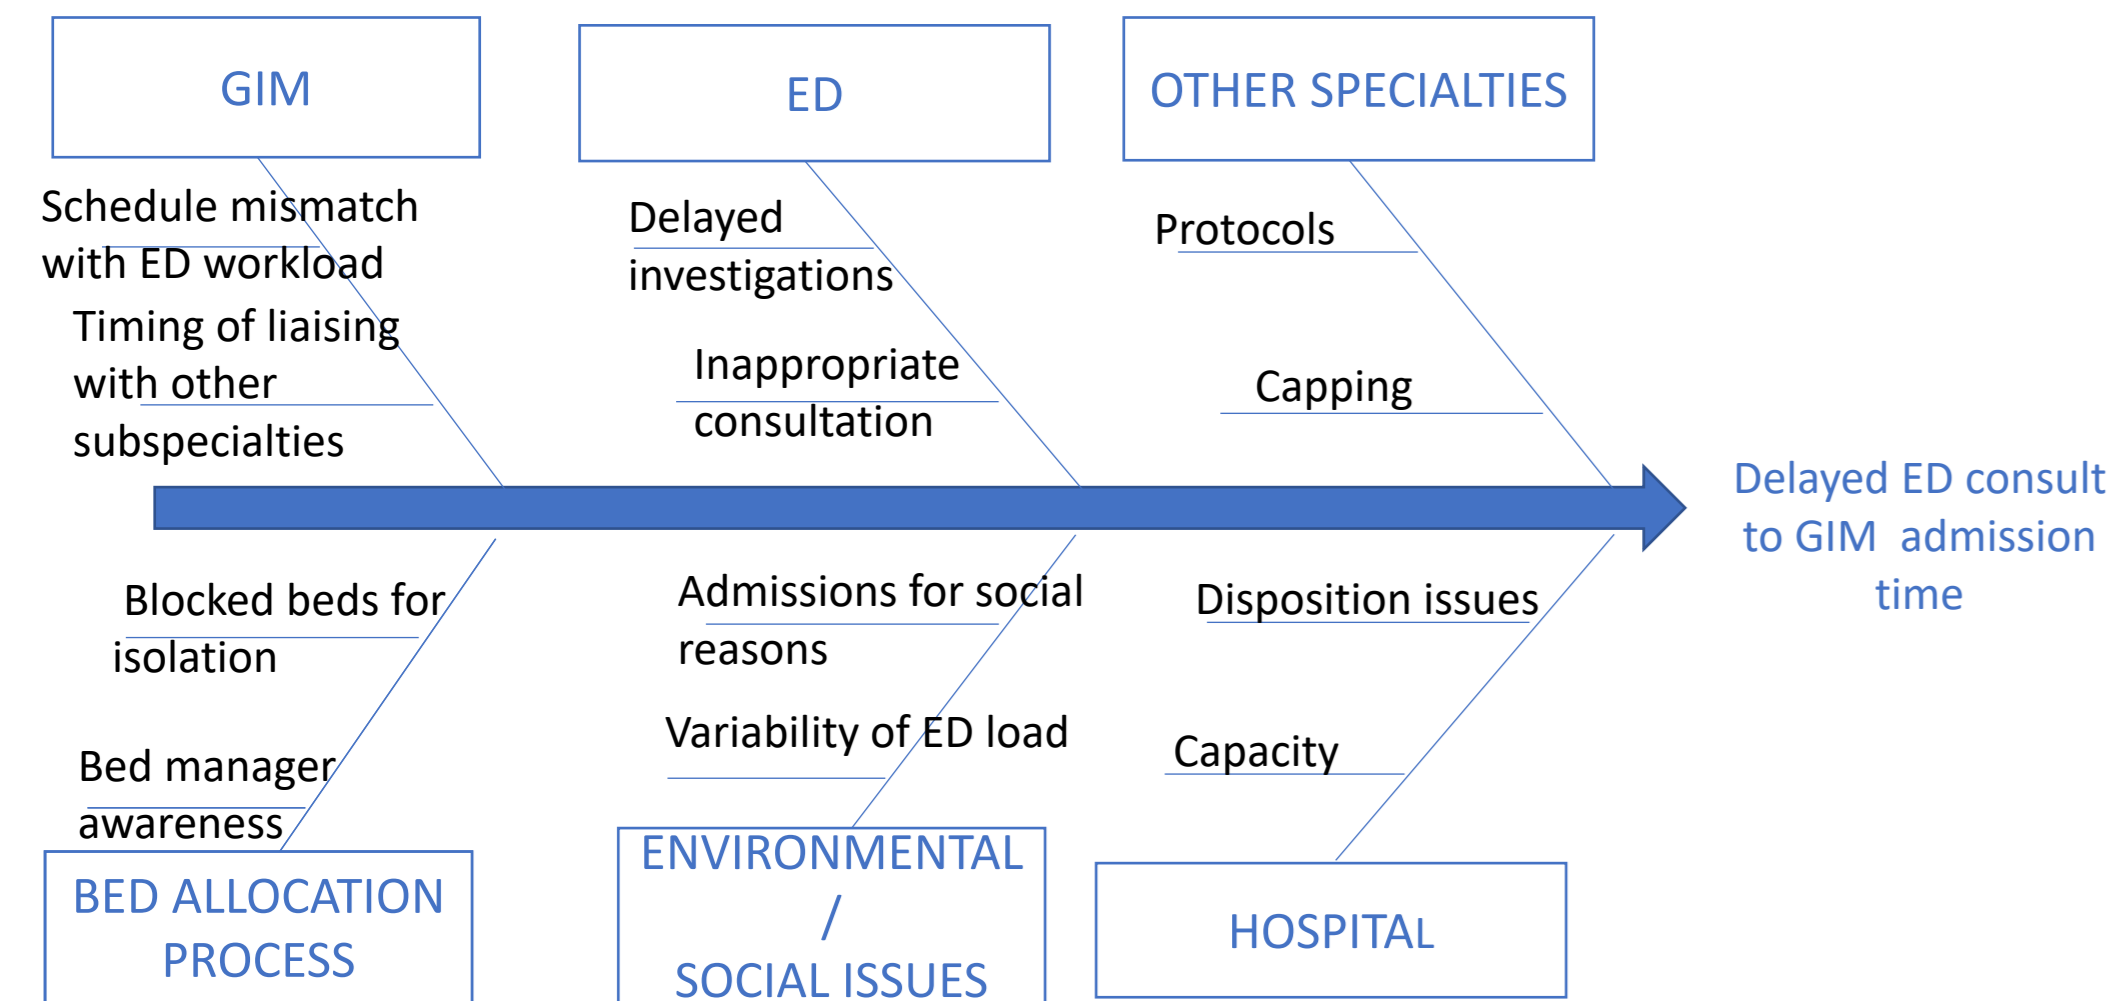 GIM
ED
OTHER SPECIALTIES
Schedule mismatch
with ED workload
Timing of liaising
with other
subspecialties
Delayed
investigations
Inappropriate
consultation
Protocols
Capping
Delayed ED consult
to GIM admission
time
Blocked beds for
isolation
Bed manager
awareness
Admissions for social
reasons
Variability of ED load
Disposition issues
Capacity
BED ALLOCATION
PROCESS
ENVIRONMENTAL
/
SOCIAL ISSUES
HOSPITAL